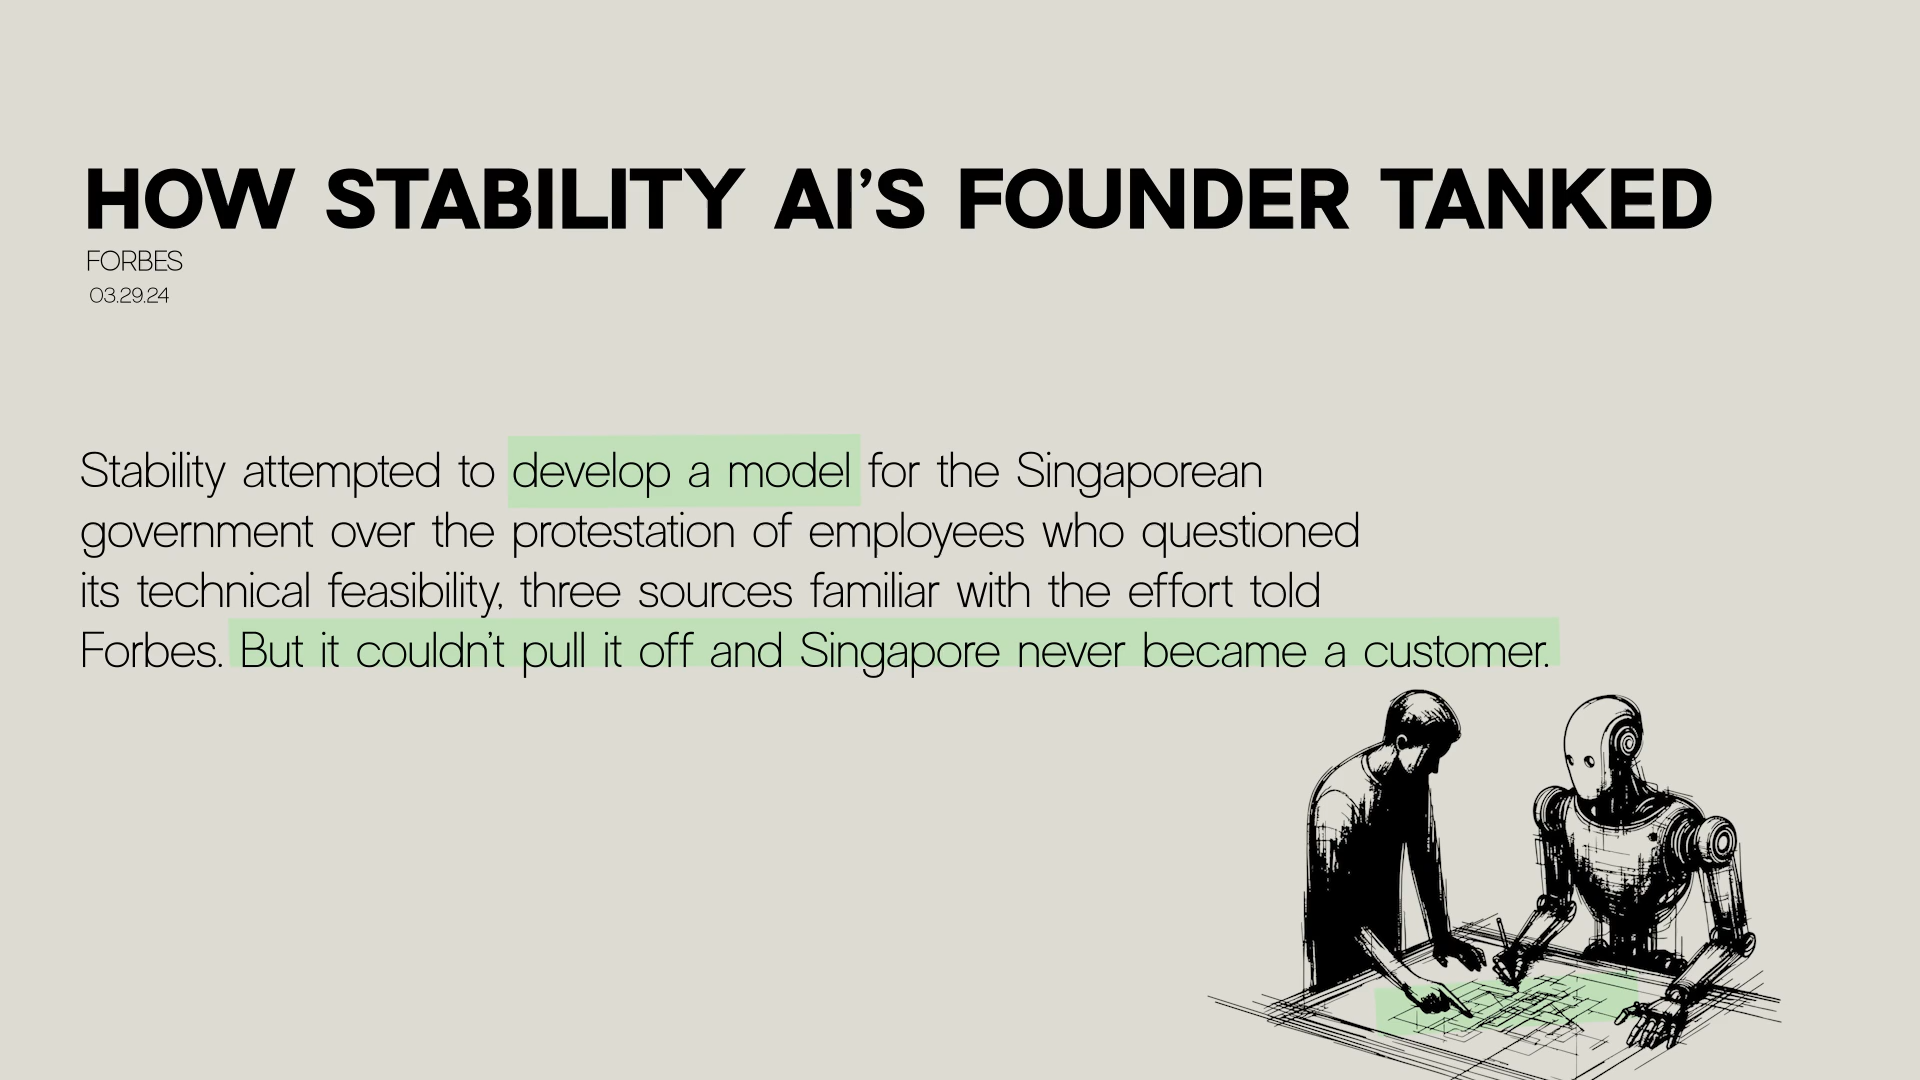 HOW STABILITY AI’S FOUNDER TANKED
FORBES
03.29.24
Stability attempted to develop a model for the Singaporean
government over the protestation of employees who questioned
its technical feasibility, three sources familiar with the effort told
Forbes. But it couldn’t pull it off and Singapore never became a customer.